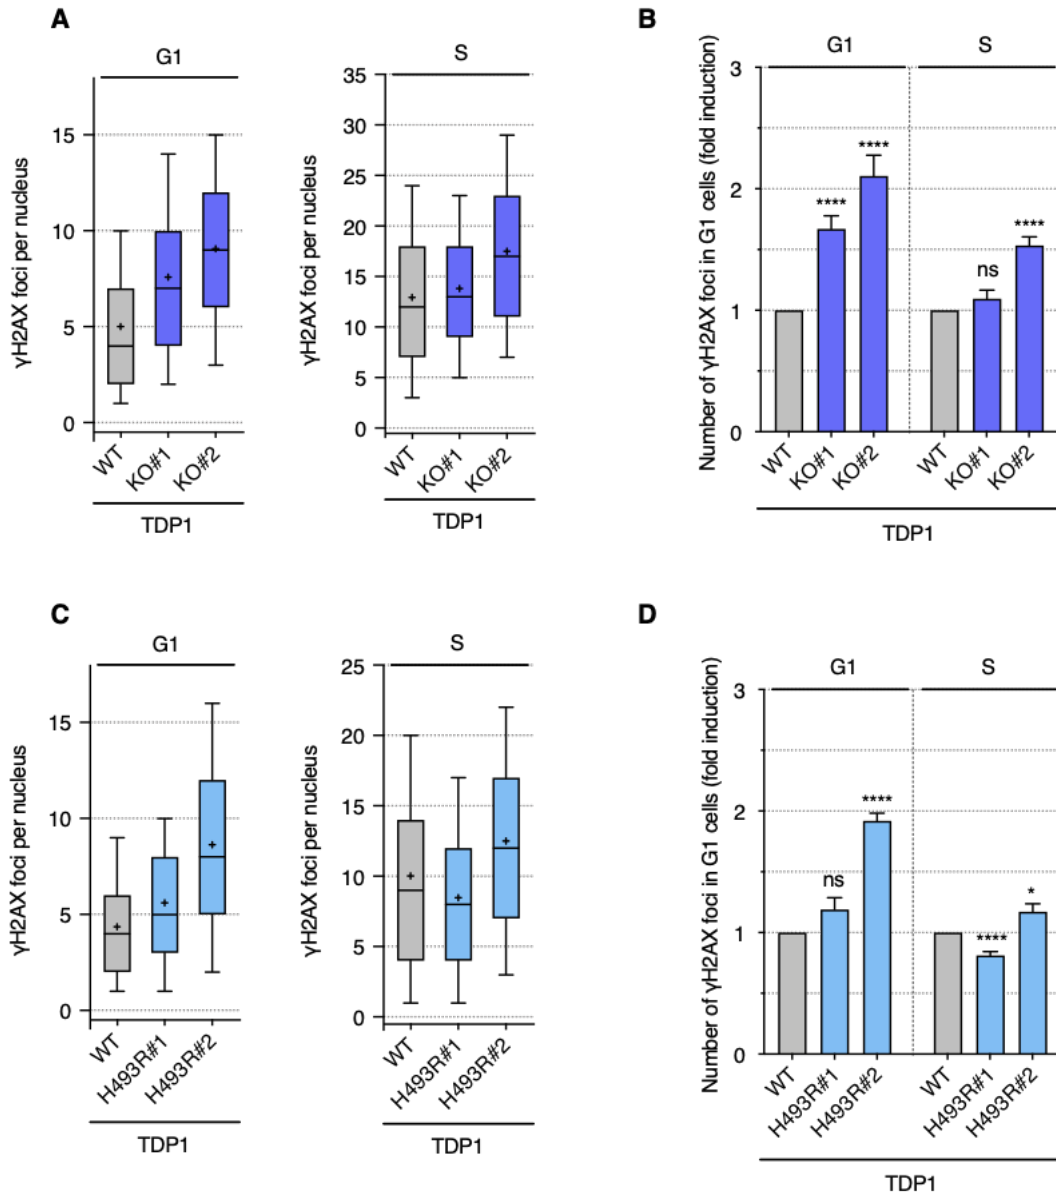 A
G1
S
γH2AX foci per nucleus
15
10
5
0
WT
KO#1
KO#2
TDP1
γH2AX foci per nucleus
35
30
25
20
15
10
5
0
WT
KO#1
KO#2
TDP1
B
G1
S
Number of γH2AX foci in G1 cells (fold induction)
3
2
1
0
****
****
ns
****
WT
KO#1
KO#2
WT
KO#1
KO#2
TDP1
C
G1
S
γH2AX foci per nucleus
15
10
5
0
WT
H493R#1
H493R#2
TDP1
γH2AX foci per nucleus
25
20
15
10
5
0
WT
H493R#1
H493R#2
TDP1
D
G1
S
Number of γH2AX foci in G1 cells (fold induction)
3
2
1
0
ns
****
****
*
WT
H493R#1
H493R#2
WT
H493R#1
H493R#2
TDP1